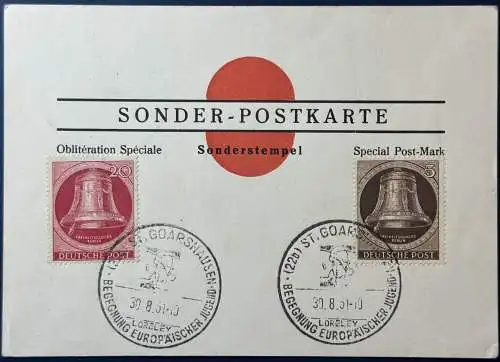 SONDER-POSTKARTE
Oblitération Spéciale Sonderstempel Special Post-Mark
20
FREIHEITSGLOCKE
BERLIN
DEUTSCHE POST
5
FREIHEITSGLOCKE
BERLIN
DEUTSCHE POST
ST. GOARSHAUSEN
30.8.51-10
LORELEY
BEGEGNUNG EUROPÄISCHER JUGEND
(22b) ST. GOARSHAUSEN
30.8.51-10
LORELEY
BEGEGNUNG EUROPÄISCHER JUGEND